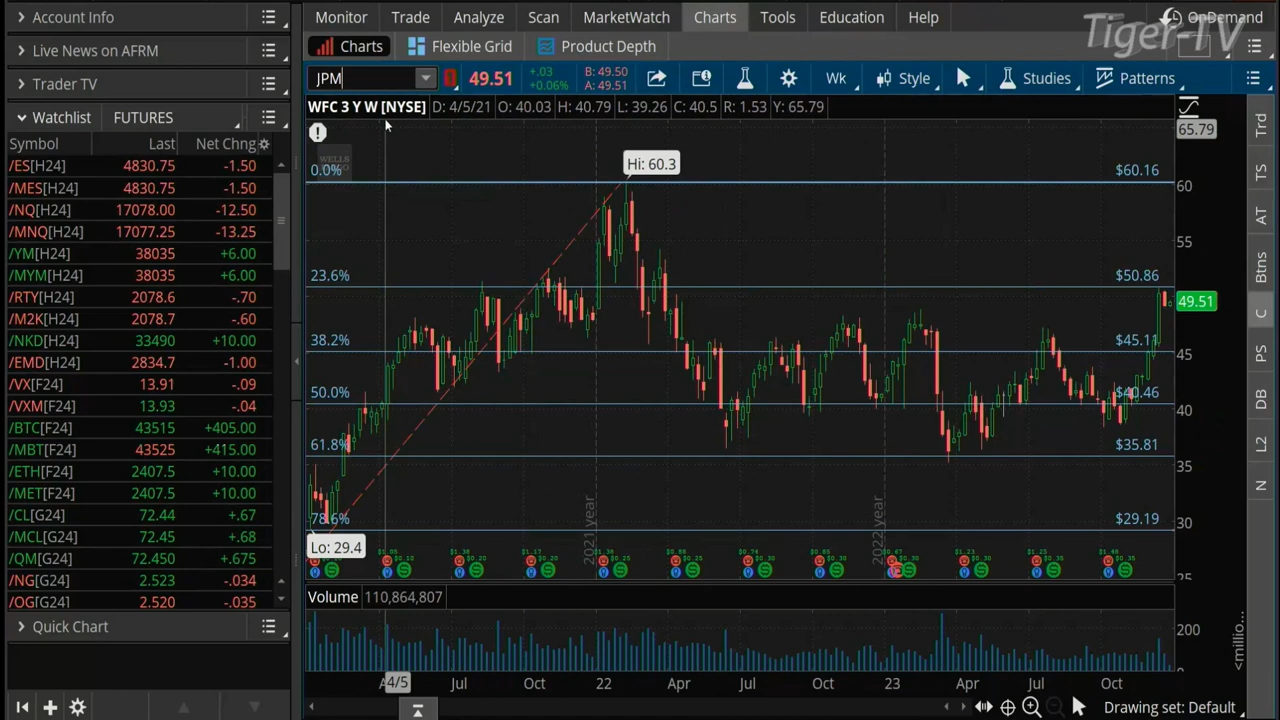 Account Info
Monitor Trade Analyze Scan MarketWatch Charts Tools Education Help
OnDemand
Tiger-TV
Live News on AFRM
Charts Flexible Grid Product Depth
Trader TV
JPM 49.51 +.03 +0.06% B: 49.50 A: 49.51 Wk Style Studies Patterns
Watchlist FUTURES
WFC 3 Y W [NYSE] D: 4/5/21 O: 40.03 H: 40.79 L: 39.26 C: 40.5 R: 1.53 Y: 65.79
Symbol Last Net Chng
/ES[H24] 4830.75 -1.50
/MES[H24] 4830.75 -1.50
/NQ[H24] 17078.00 -12.50
/MNQ[H24] 17077.25 -13.25
/YM[H24] 38035 +6.00
/MYM[H24] 38035 +6.00
/RTY[H24] 2078.6 -.70
/M2K[H24] 2078.7 -.60
/NKD[H24] 33490 +10.00
/EMD[H24] 2834.7 -1.00
/VX[F24] 13.91 -.09
/VXM[F24] 13.93 -.04
/BTC[F24] 43515 +405.00
/MBT[F24] 43525 +415.00
/ETH[F24] 2407.5 +10.00
/MET[F24] 2407.5 +10.00
/CL[G24] 72.44 +.67
/MCL[G24] 72.45 +.68
/QM[G24] 72.450 +.675
/NG[G24] 2.523 -.034
/QG[G24] 2.520 -.035
Quick Chart
WELLS
Hi: 60.3
0.0% $60.16
23.6% $50.86
38.2% $45.11
50.0% $40.46
61.8% $35.81
78.6% $29.19
Lo: 29.4
2021 year
2022 year
65.79
60
55
49.51
45
40
35
30
25
Volume 110,864,807
200
<millio...
4/5 Jul Oct 22 Apr Jul Oct 23 Apr Jul Oct
Drawing set: Default
Trd
TS
AT
Btns
C
PS
DB
L2
N